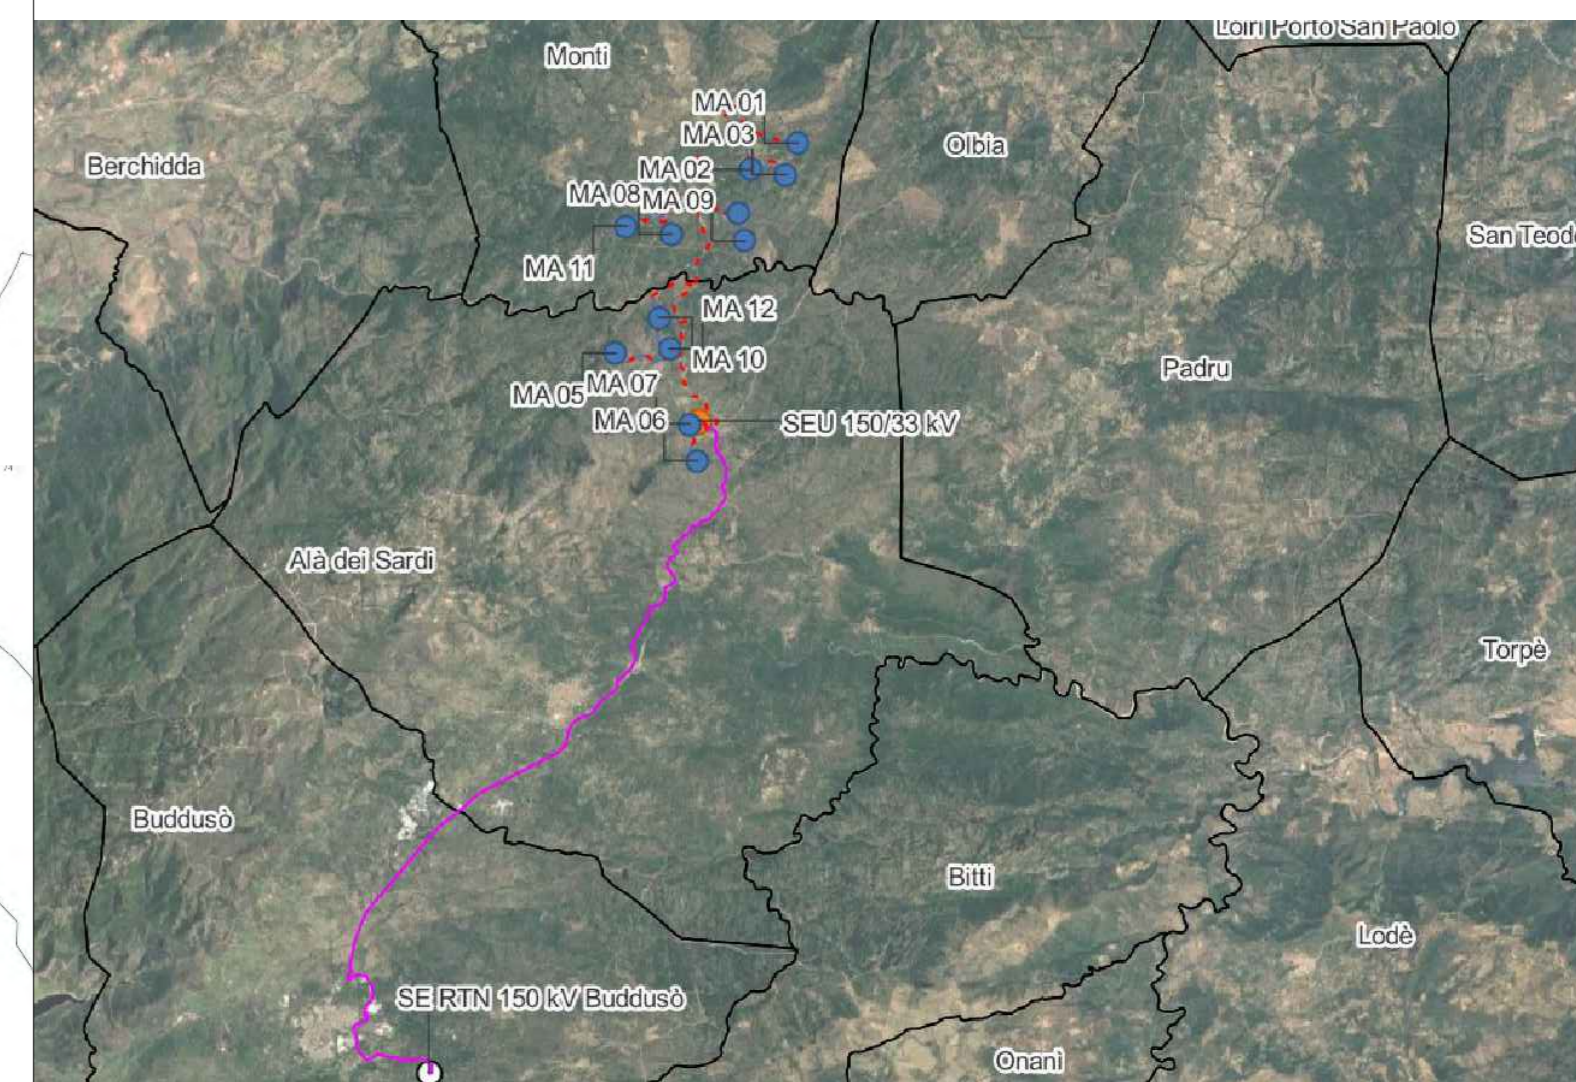 Loiri Porto San Paolo
Monti
MA 01
MA 03
Olbia
Berchidda
MA 02
MA 08
MA 09
San Teodo
MA 11
MA 12
MA 10
Padru
MA 07
MA 05
MA 06
SEU 150/33 kV
74
Alà dei Sardi
Torpè
Buddusò
Bitti
Lodè
SE RTN 150 kV Buddusò
Onanì